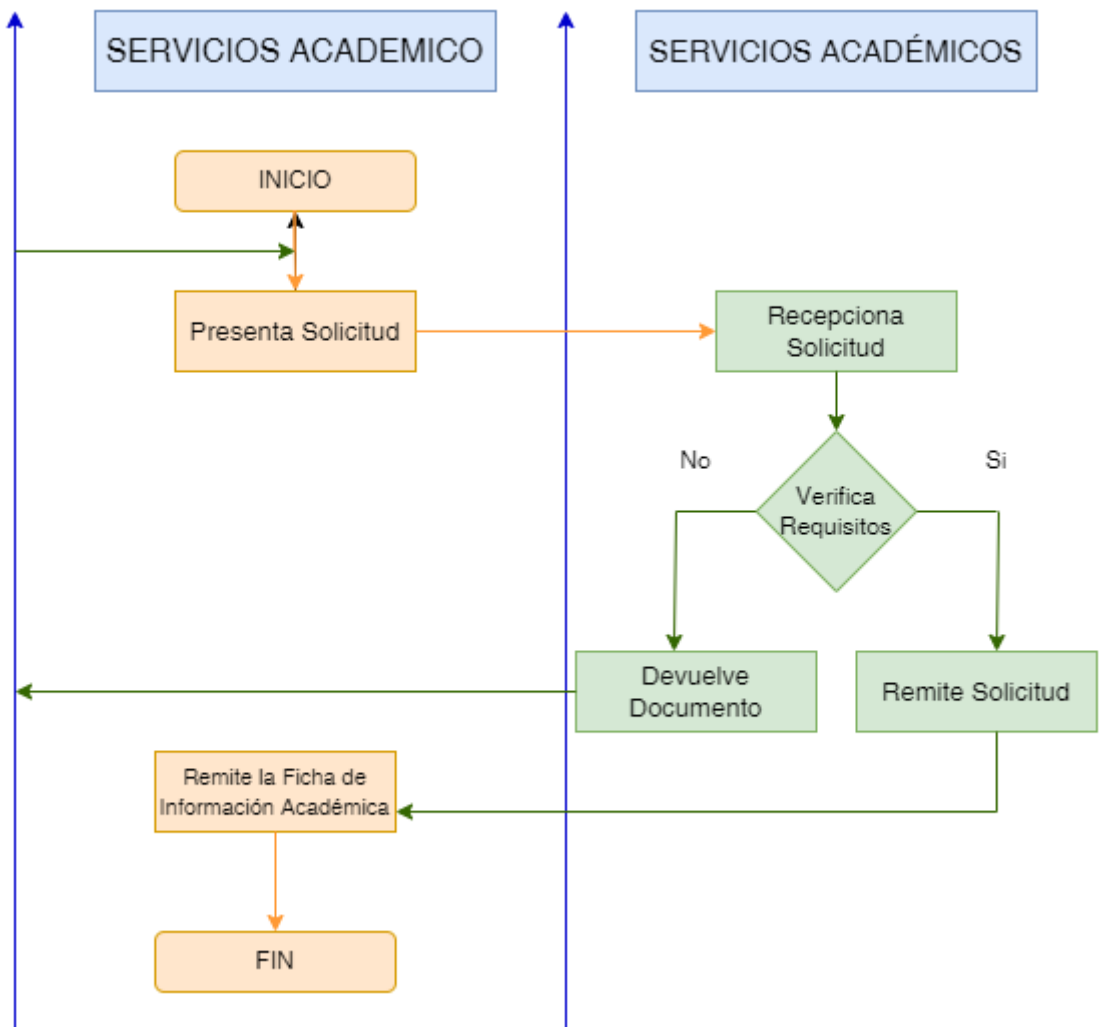 SERVICIOS ACADEMICO
SERVICIOS ACADÉMICOS
INICIO
Presenta Solicitud
Recepciona
Solicitud
No
Si
Verifica
Requisitos
Devuelve
Documento
Remite Solicitud
Remite la Ficha de
Información Académica
FIN